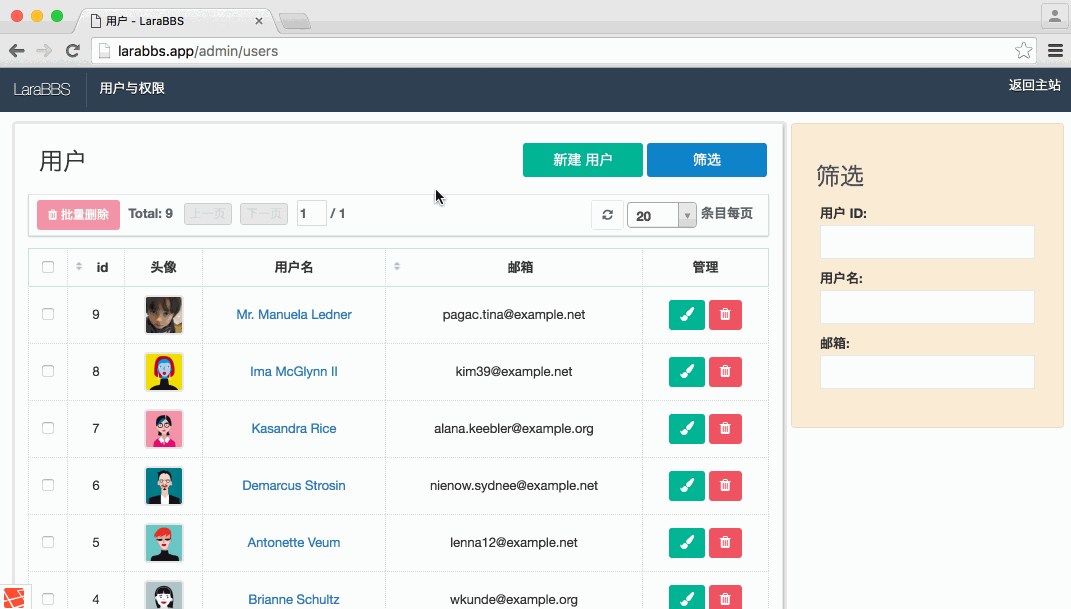 用户 - LaraBBS
larabbs.app/admin/users
LaraBBS 用户与权限 返回主站
用户
新建 用户 筛选
批量删除 Total: 9 上一页 下一页 1 / 1 20 条目每页
id 头像 用户名 邮箱 管理
9 Mr. Manuela Ledner pagac.tina@example.net
8 Ima McGlynn II kim39@example.net
7 Kasandra Rice alana.keebler@example.org
6 Demarcus Strosin nienow.sydnee@example.net
5 Antonette Veum lenna12@example.net
4 Brianne Schultz wkunde@example.org
筛选
用户 ID:
用户名:
邮箱: